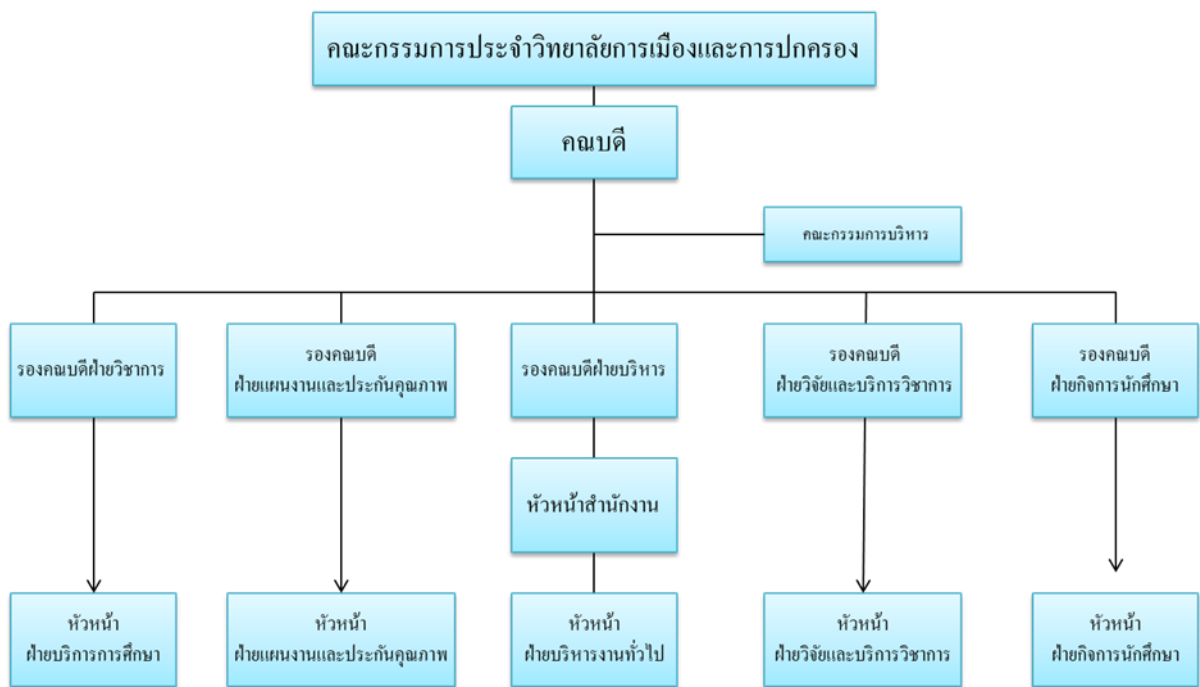 คณะกรรมการประจำวิทยาลัยการเมืองและการปกครอง
คณบดี
คณะกรรมการบริหาร
รองคณบดีฝ่ายวิชาการ
รองคณบดี
ฝ่ายแผนงานและประกันคุณภาพ
รองคณบดีฝ่ายบริหาร
รองคณบดี
ฝ่ายวิจัยและบริการวิชาการ
รองคณบดี
ฝ่ายกิจการนักศึกษา
หัวหน้าสำนักงาน
หัวหน้า
ฝ่ายบริการการศึกษา
หัวหน้า
ฝ่ายแผนงานและประกันคุณภาพ
หัวหน้า
ฝ่ายบริหารงานทั่วไป
หัวหน้า
ฝ่ายวิจัยและบริการวิชาการ
หัวหน้า
ฝ่ายกิจการนักศึกษา